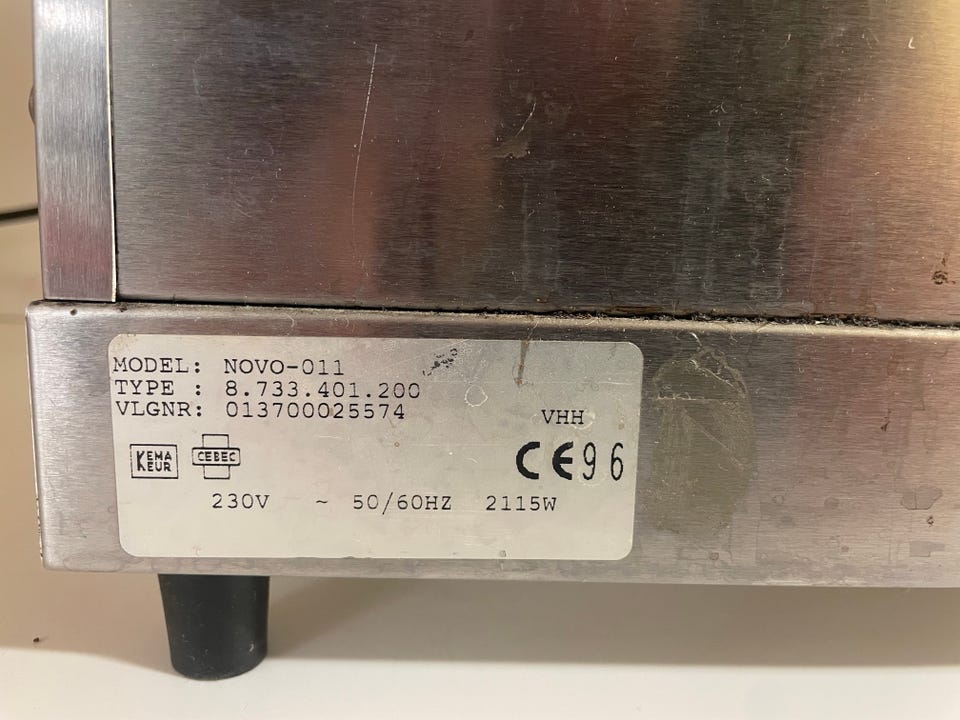 MODEL: NOVO-011
TYPE : 8.733.401.200
VLGNR: 013700025574
VHH
KEMA KEUR
CEBEC
CE96
230V ~ 50/60HZ 2115W